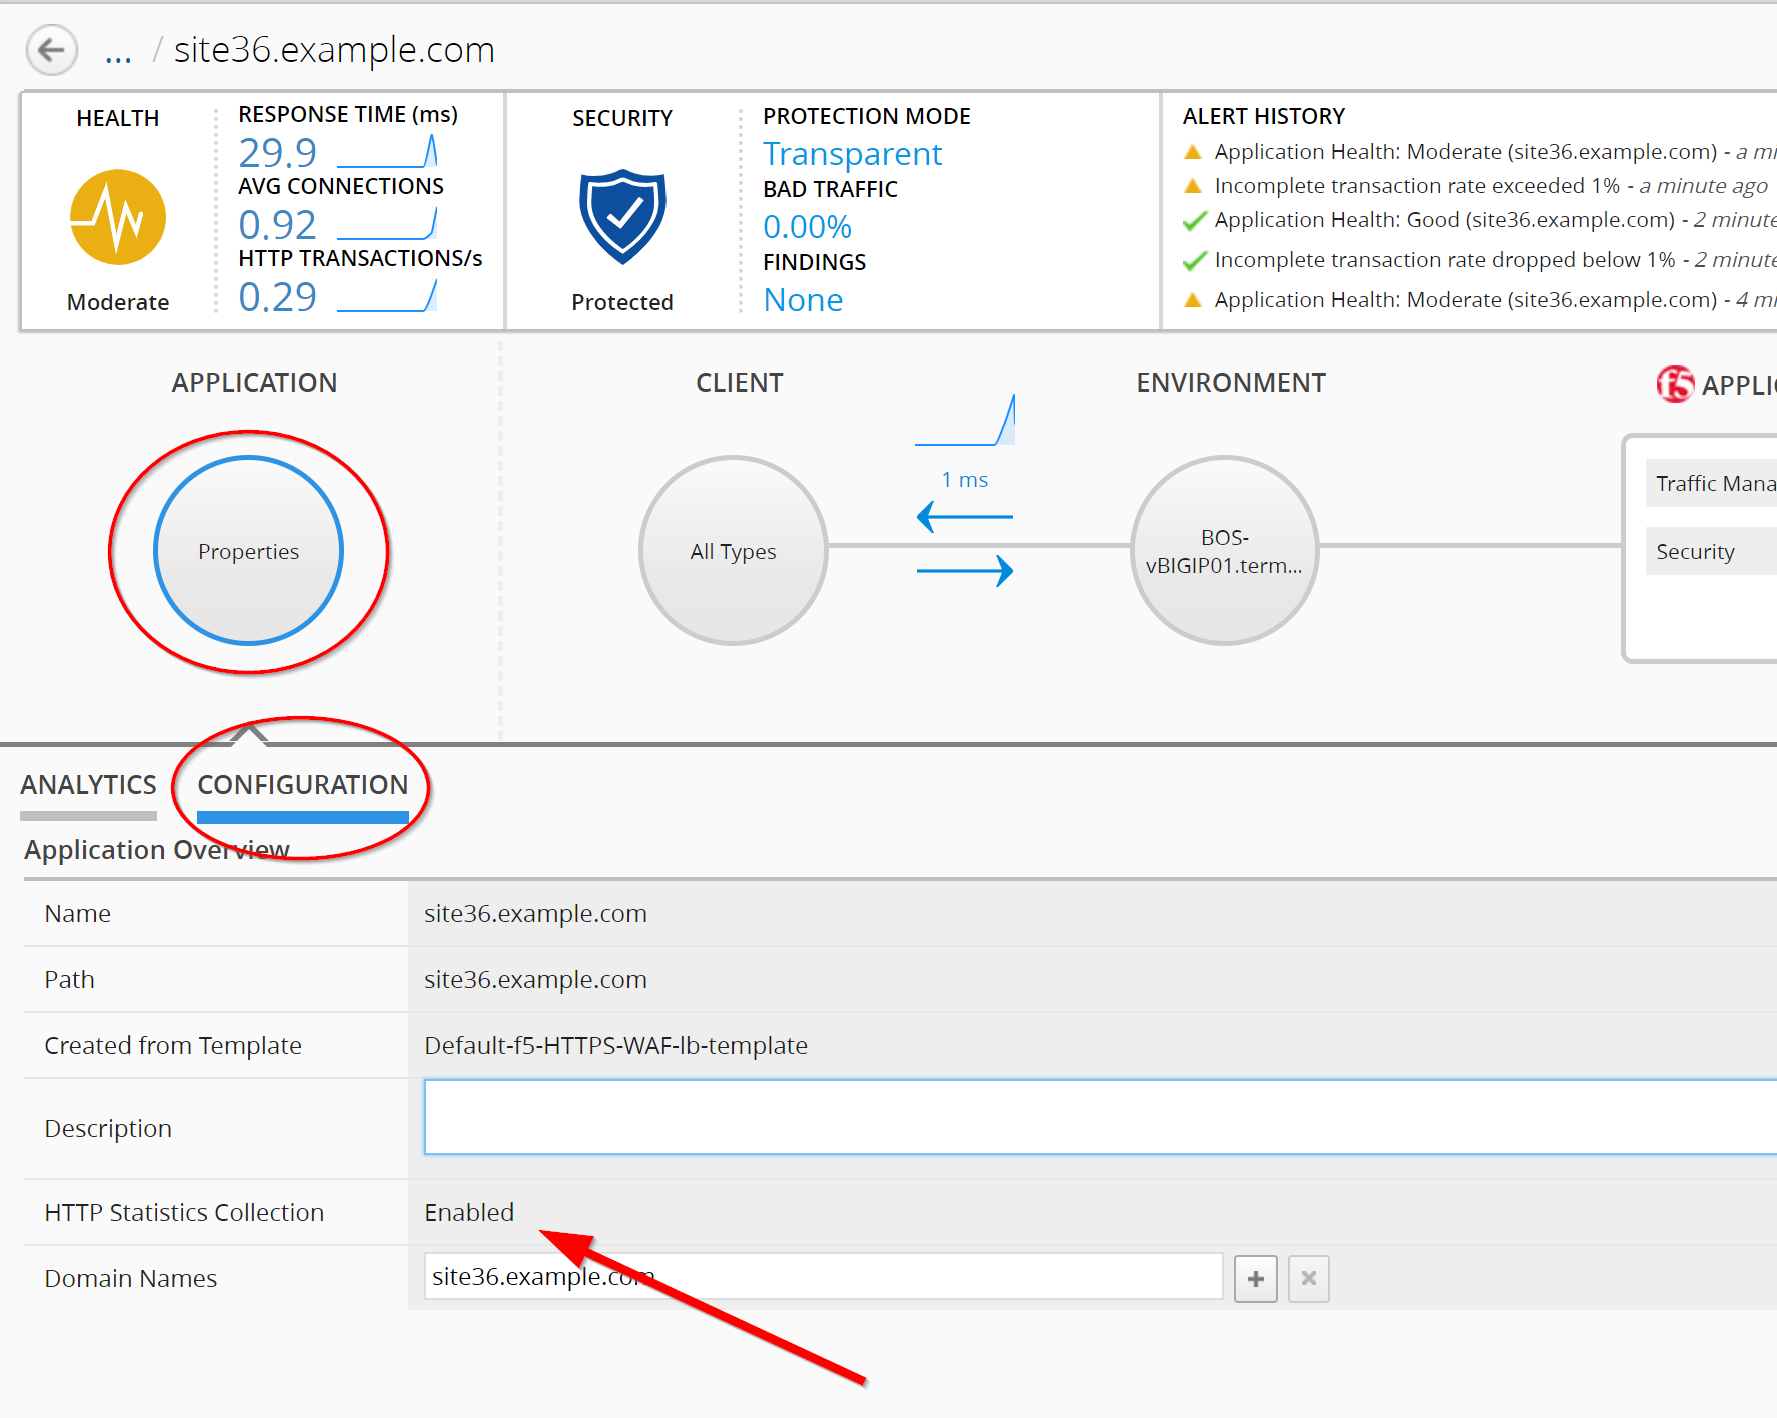 ... / site36.example.com
HEALTH
Moderate
RESPONSE TIME (ms)
29.9
AVG CONNECTIONS
0.92
HTTP TRANSACTIONS/s
0.29
SECURITY
Protected
PROTECTION MODE
Transparent
BAD TRAFFIC
0.00%
FINDINGS
None
ALERT HISTORY
Application Health: Moderate (site36.example.com) - a
Incomplete transaction rate exceeded 1% - a minute ago
Application Health: Good (site36.example.com) - 2 minute
Incomplete transaction rate dropped below 1% - 2 minute
Application Health: Moderate (site36.example.com) - 4
APPLICATION
CLIENT
ENVIRONMENT
f5 APPLI
Properties
All Types
1 ms
BOS-
vBIGIP01.term...
Traffic Mana
Security
ANALYTICS
CONFIGURATION
Application Overview
Name site36.example.com
Path site36.example.com
Created from Template Default-f5-HTTPS-WAF-lb-template
Description
HTTP Statistics Collection Enabled
Domain Names site36.example.com